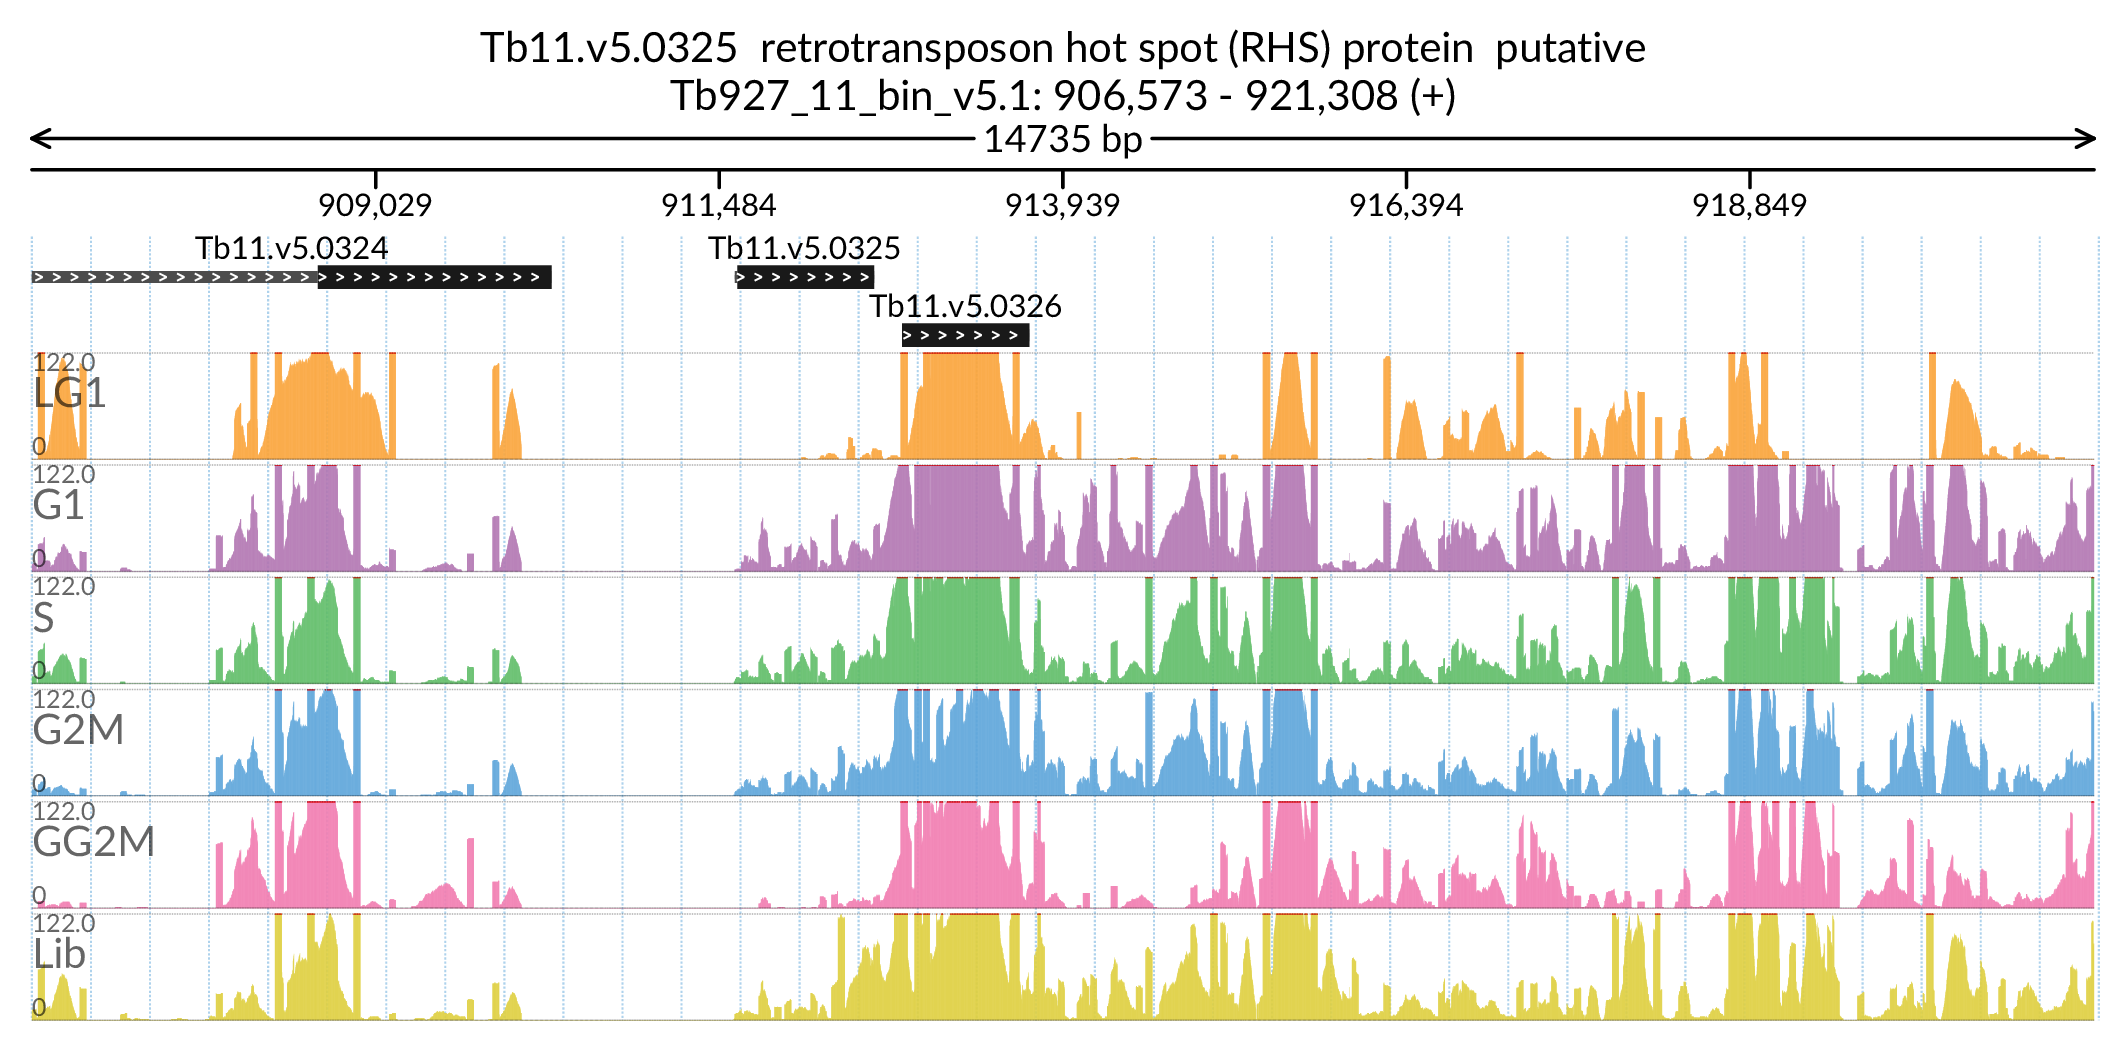 Tb11.v5.0325 retrotransposon hot spot (RHS) protein putative
Tb927_11_bin_v5.1: 906,573 - 921,308 (+)
14735 bp
909,029 911,484 913,939 916,394 918,849
Tb11.v5.0324 Tb11.v5.0325
Tb11.v5.0326
122.0
LG1
0
122.0
G1
0
122.0
S
0
122.0
G2M
0
122.0
GG2M
0
122.0
Lib
0